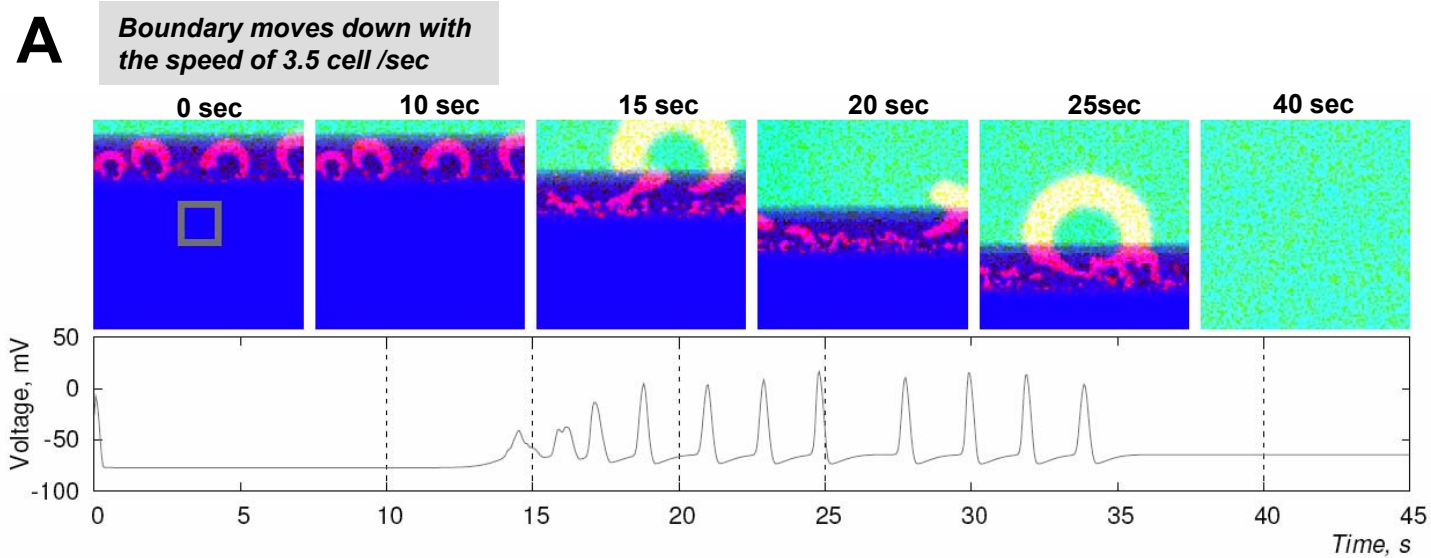 A
Boundary moves down with
the speed of 3.5 cell /sec
0 sec 10 sec 15 sec 20 sec 25sec 40 sec
Voltage, mV
50
0
-50
-100
0 5 10 15 20 25 30 35 40 45
Time, s